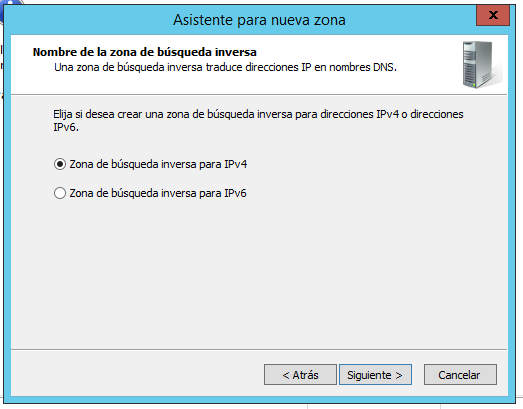 Asistente para nueva zona
x
Nombre de la zona de búsqueda inversa
Una zona de búsqueda inversa traduce direcciones IP en nombres DNS.
Elija si desea crear una zona de búsqueda inversa para direcciones IPv4 o direcciones
IPv6.
Zona de búsqueda inversa para IPv4
Zona de búsqueda inversa para IPv6
< Atrás
Siguiente >
Cancelar